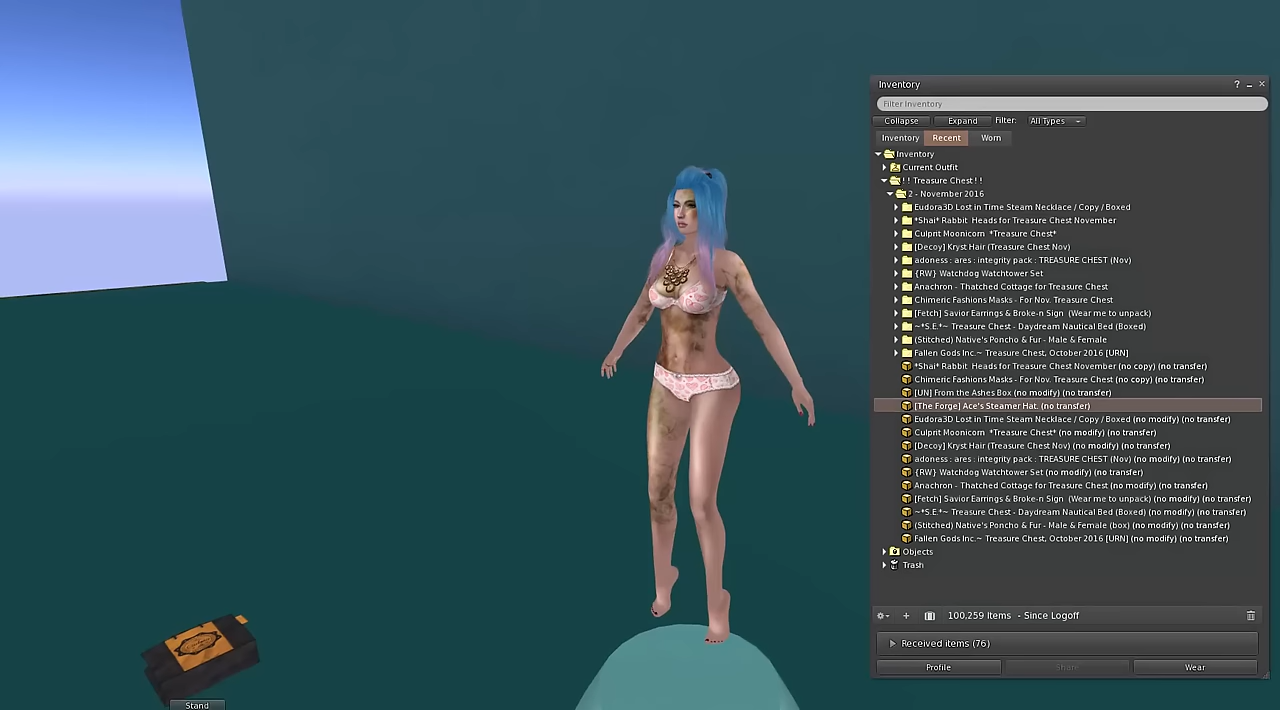 Inventory
Filter Inventory
Collapse Expand Filter: All Types
Inventory Recent Worn
Inventory
Current Outfit
! ! Treasure Chest ! !
2 - November 2016
Eudora3D Lost in Time Steam Necklace / Copy / Boxed
*Shai* Rabbit  Heads for Treasure Chest November
Culprit Moonicorn  *Treasure Chest*
[Decoy] Kryst Hair (Treasure Chest Nov)
adoness : ares : integrity pack : TREASURE CHEST (Nov)
{RW} Watchdog Watchtower Set
Anachron - Thatched Cottage for Treasure Chest
Chimeric Fashions Masks - For Nov. Treasure Chest
[Fetch] Savior Earrings & Broke-n Sign  (Wear me to unpack)
~*S.E.*~ Treasure Chest - Daydream Nautical Bed (Boxed)
(Stitched) Native's Poncho & Fur - Male & Female
Fallen Gods Inc.~ Treasure Chest, October 2016 [URN]
*Shai* Rabbit  Heads for Treasure Chest November (no copy) (no transfer)
Chimeric Fashions Masks - For Nov. Treasure Chest (no copy) (no transfer)
[UN] From the Ashes Box (no modify) (no transfer)
[The Forge] Ace's Steamer Hat. (no transfer)
Eudora3D Lost in Time Steam Necklace / Copy / Boxed (no modify) (no transfer)
Culprit Moonicorn  *Treasure Chest* (no modify) (no transfer)
[Decoy] Kryst Hair (Treasure Chest Nov) (no modify) (no transfer)
adoness : ares : integrity pack : TREASURE CHEST (Nov) (no modify) (no transfer)
{RW} Watchdog Watchtower Set (no modify) (no transfer)
Anachron - Thatched Cottage for Treasure Chest (no modify) (no transfer)
[Fetch] Savior Earrings & Broke-n Sign  (Wear me to unpack) (no modify) (no transfer)
~*S.E.*~ Treasure Chest - Daydream Nautical Bed (Boxed) (no modify) (no transfer)
(Stitched) Native's Poncho & Fur - Male & Female (box) (no modify) (no transfer)
Fallen Gods Inc.~ Treasure Chest, October 2016 [URN] (no modify) (no transfer)
Objects
Trash
100,259 Items - Since Logoff
Received items (76)
Profile Share Wear
Stand